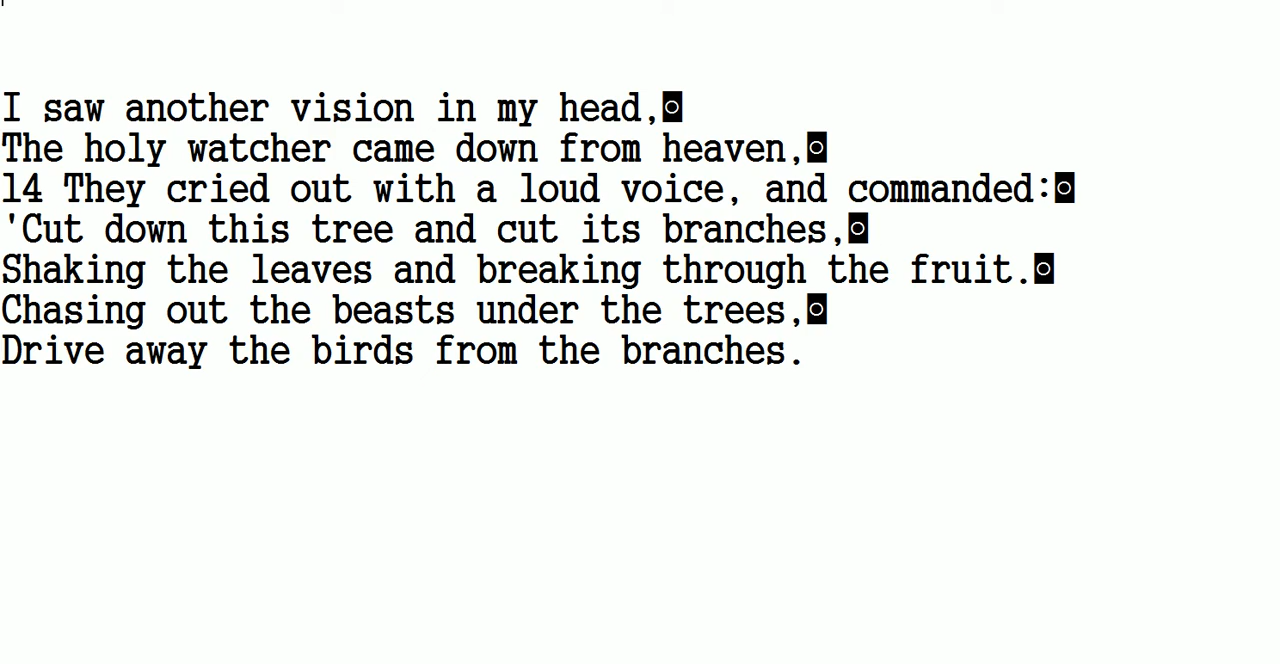 I saw another vision in my head,◙
The holy watcher came down from heaven,◙
14 They cried out with a loud voice, and commanded:◙
'Cut down this tree and cut its branches,◙
Shaking the leaves and breaking through the fruit.◙
Chasing out the beasts under the trees,◙
Drive away the birds from the branches.